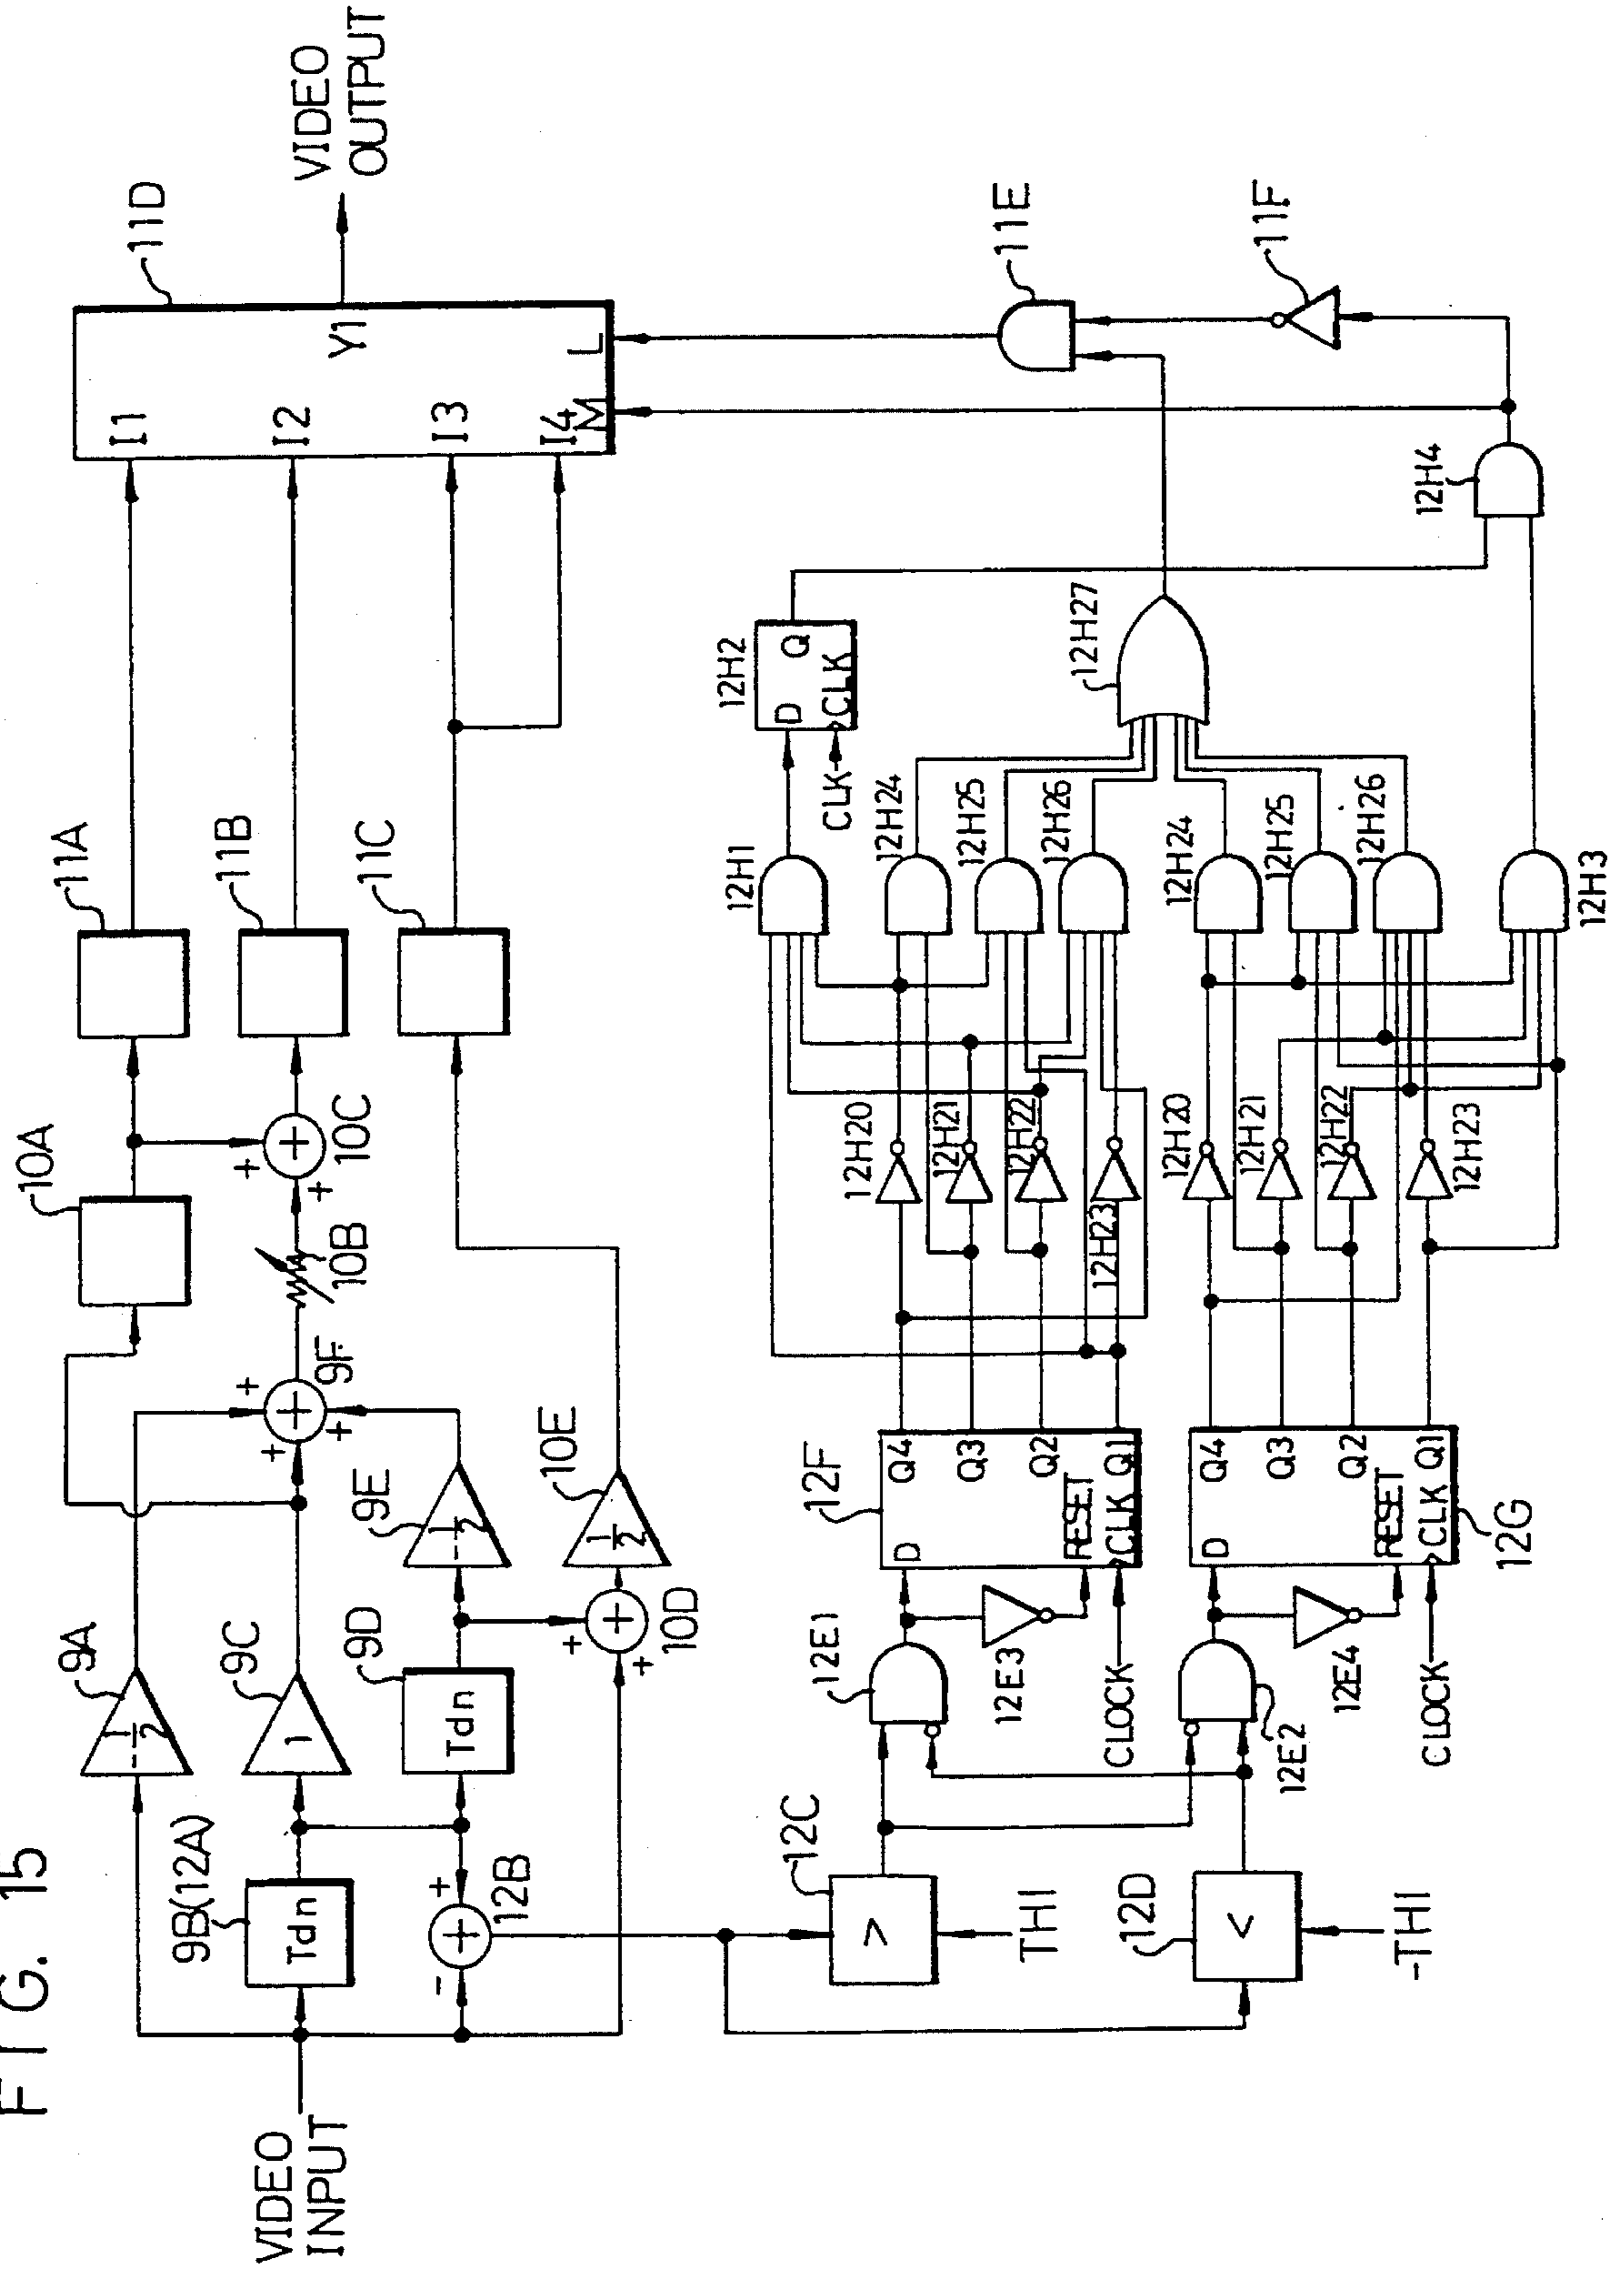 FIG. 15
VIDEO
INPUT
9A
-1/2
9B(12A)
Tdn
9C
1
9D
Tdn
9E
-1/2
9F
+
+
+
+
10A
10B
10C
+
+
+
10D
+
+
+
10E
1/2
11A
11B
11C
11D
I1
I2
I3
I4
Y1
M
L
VIDEO
OUTPUT
11E
11F
12B
+
+
-
12C
>
THI
12D
<
-THI
12E1
12E2
12E3
12E4
CLOCK
CLOCK
12F
D
RESET
CLK
Q4
Q3
Q2
Q1
12G
D
RESET
CLK
Q4
Q3
Q2
Q1
12H20
12H21
12H22
12H23
12H20
12H21
12H22
12H23
12H1
12H24
12H25
12H26
12H24
12H25
12H26
12H3
12H2
D
Q
CLK
CLK
12H27
12H4